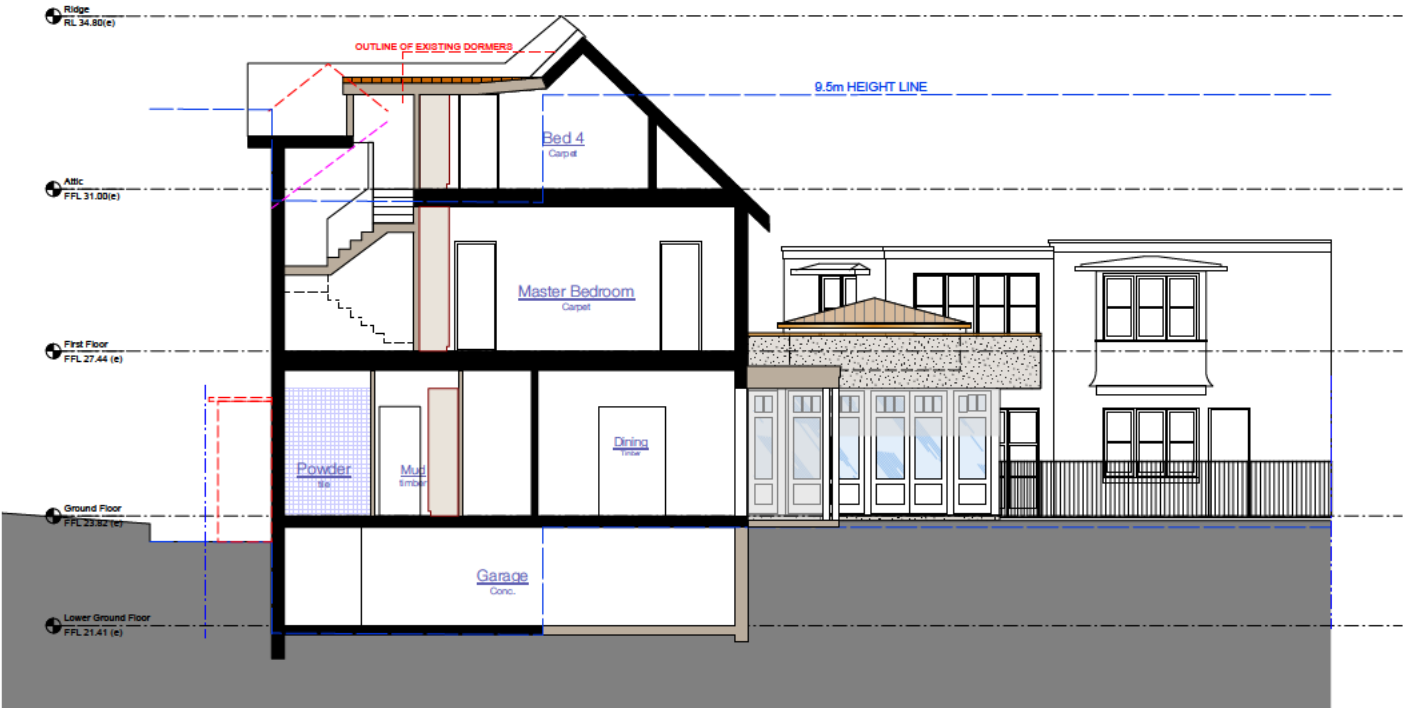 Ridge
RL 34.80(e)
OUTLINE OF EXISTING DORMERS
9.5m HEIGHT LINE
Bed 4
Carpet
Attic
FFL 31.00(e)
Master Bedroom
Carpet
First Floor
FFL 27.44 (e)
Powder
tile
Mud
timber
Dining
Timber
Ground Floor
FFL 23.82 (e)
Garage
Conc.
Lower Ground Floor
FFL 21.41 (e)